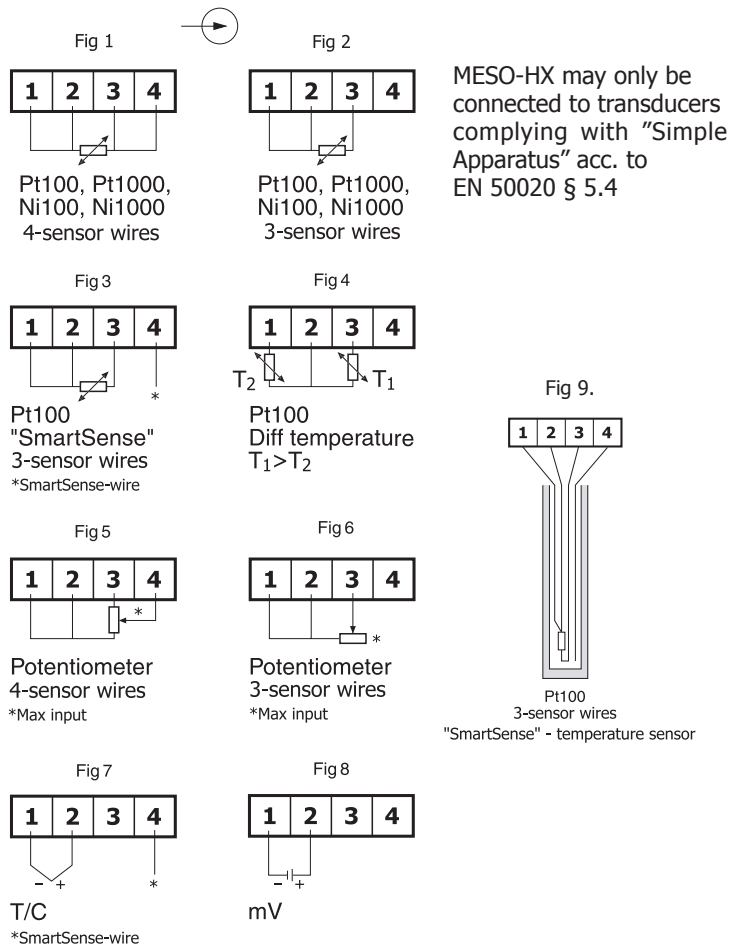 Fig 1
1 2 3 4
Pt100, Pt1000,
Ni100, Ni1000
4-sensor wires
Fig 2
1 2 3 4
Pt100, Pt1000,
Ni100, Ni1000
3-sensor wires
MESO-HX may only be
connected to transducers
complying with ”Simple
Apparatus” acc. to
EN 50020 § 5.4
Fig 3
1 2 3 4
*
Pt100
"SmartSense"
3-sensor wires
*SmartSense-wire
Fig 4
1 2 3 4
T2 T1
Pt100
Diff temperature
T1>T2
Fig 5
1 2 3 4
*
Potentiometer
4-sensor wires
*Max input
Fig 6
1 2 3 4
*
Potentiometer
3-sensor wires
*Max input
Fig 9.
1 2 3 4
Pt100
3-sensor wires
"SmartSense" - temperature sensor
Fig 7
1 2 3 4
- + *
T/C
*SmartSense-wire
Fig 8
1 2 3 4
- +
mV